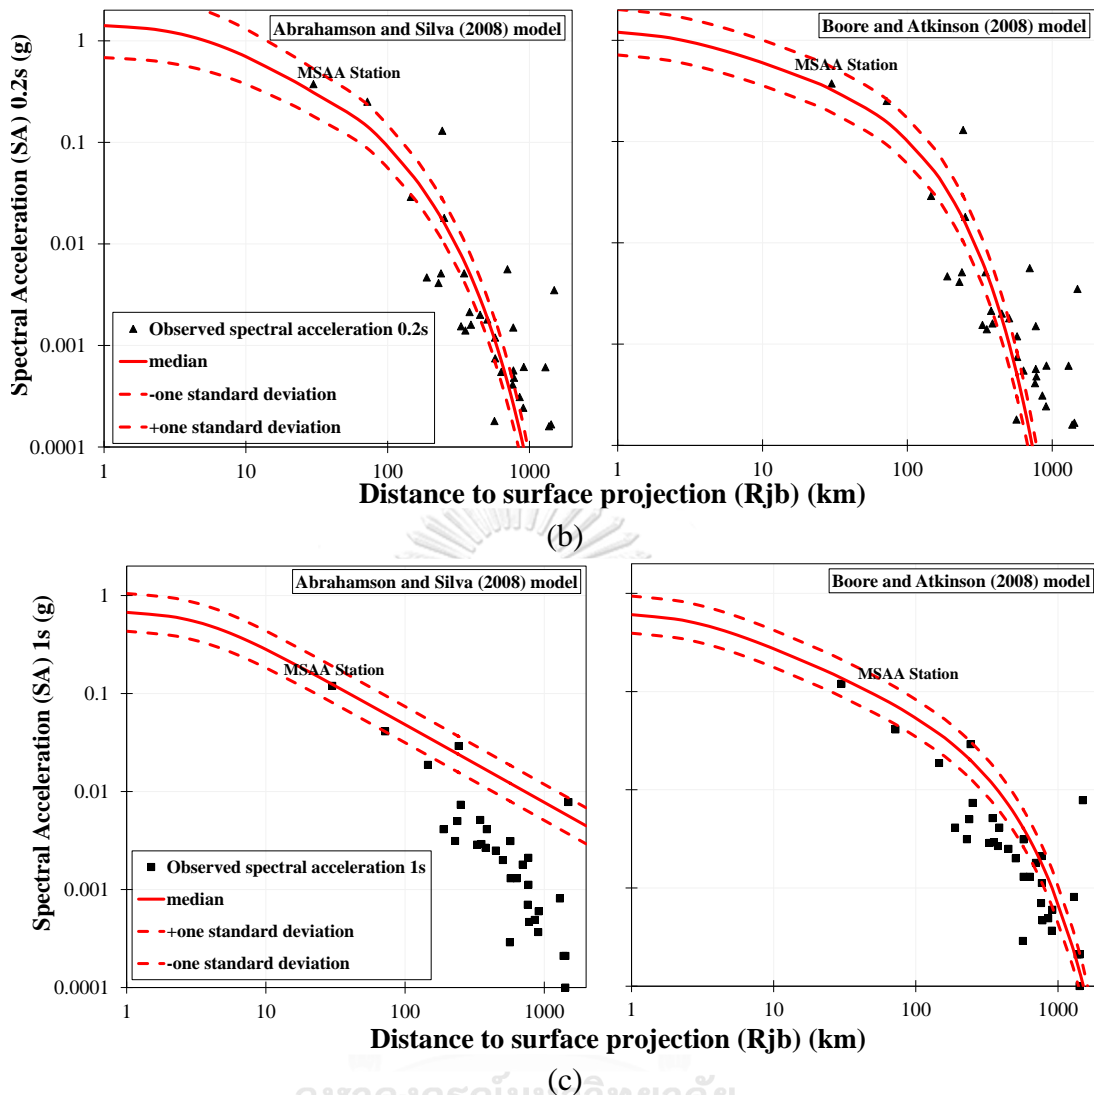 Abrahamson and Silva (2008) model
Boore and Atkinson (2008) model
Spectral Acceleration (SA) 0.2s (g)
1
0.1
0.01
0.001
0.0001
MSAA Station
MSAA Station
Observed spectral acceleration 0.2s
median
-one standard deviation
+one standard deviation
1 10 100 1000
1 10 100 1000
Distance to surface projection (Rjb) (km)
(b)
Abrahamson and Silva (2008) model
Boore and Atkinson (2008) model
Spectral Acceleration (SA) 1s (g)
1
0.1
0.01
0.001
0.0001
MSAA Station
MSAA Station
Observed spectral acceleration 1s
median
+one standard deviation
-one standard deviation
1 10 100 1000
1 10 100 1000
Distance to surface projection (Rjb) (km)
(c)